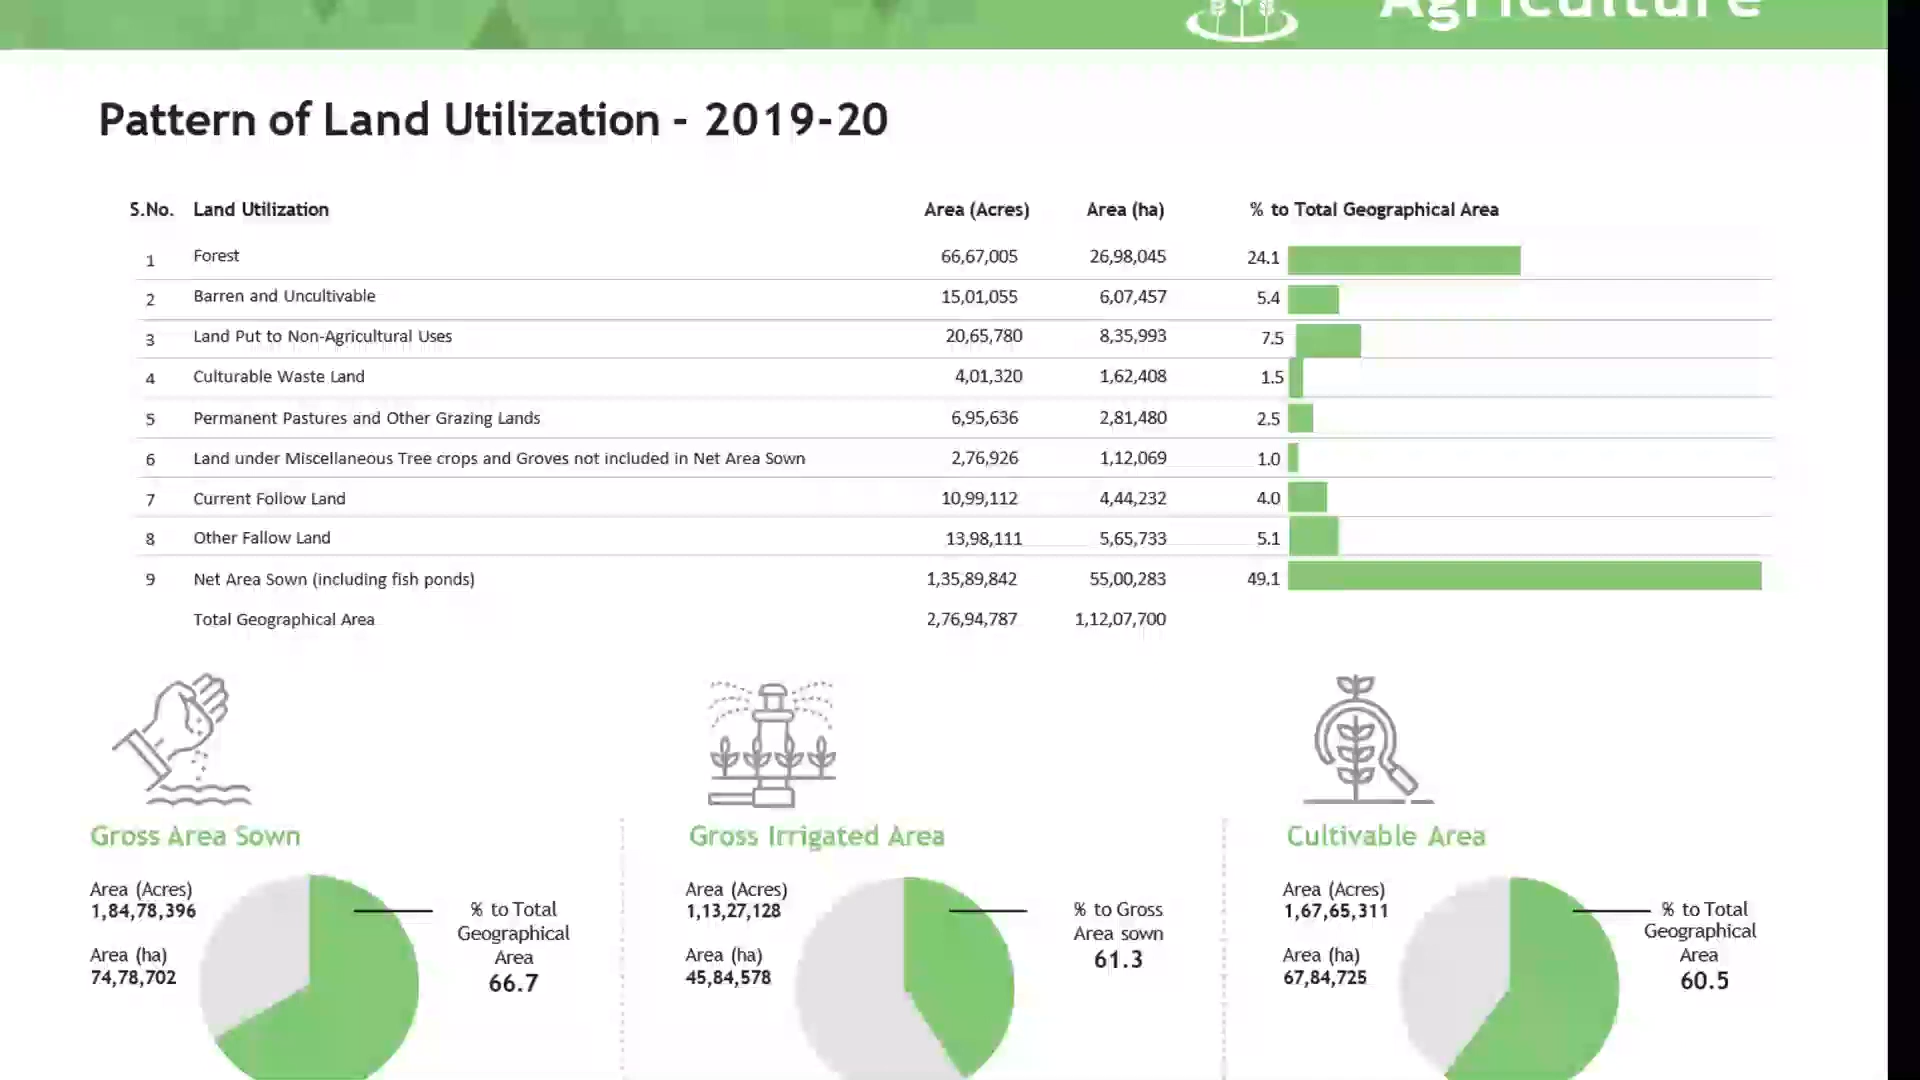 Agriculture
Pattern of Land Utilization - 2019-20
S.No. Land Utilization Area (Acres) Area (ha) % to Total Geographical Area
1 Forest 66,67,005 26,98,045 24.1
2 Barren and Uncultivable 15,01,055 6,07,457 5.4
3 Land Put to Non-Agricultural Uses 20,65,780 8,35,993 7.5
4 Culturable Waste Land 4,01,320 1,62,408 1.5
5 Permanent Pastures and Other Grazing Lands 6,95,636 2,81,480 2.5
6 Land under Miscellaneous Tree crops and Groves not included in Net Area Sown 2,76,926 1,12,069 1.0
7 Current Follow Land 10,99,112 4,44,232 4.0
8 Other Fallow Land 13,98,111 5,65,733 5.1
9 Net Area Sown (including fish ponds) 1,35,89,842 55,00,283 49.1
Total Geographical Area 2,76,94,787 1,12,07,700
Gross Area Sown
Area (Acres)
1,84,78,396
Area (ha)
74,78,702
% to Total
Geographical
Area
66.7
Gross Irrigated Area
Area (Acres)
1,13,27,128
Area (ha)
45,84,578
% to Gross
Area sown
61.3
Cultivable Area
Area (Acres)
1,67,65,311
Area (ha)
67,84,725
% to Total
Geographical
Area
60.5